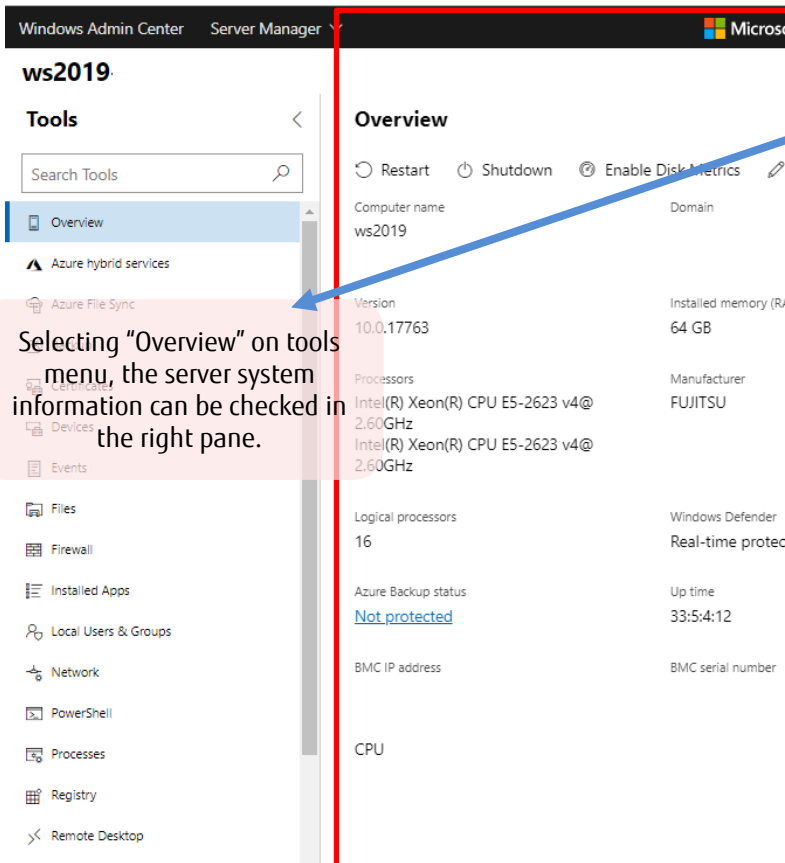 Windows Admin Center Server Manager
Micros
ws2019
Tools
Search Tools
Overview
Azure hybrid services
Azure File Sync
Selecting “Overview” on tools
menu, the server system
information can be checked in
the right pane.
Certificates
Devices
Events
Files
Firewall
Installed Apps
Local Users & Groups
Network
PowerShell
Processes
Registry
Remote Desktop
Overview
Restart Shutdown Enable Disk Metrics
Computer name Domain
ws2019
Version Installed memory (RA
10.0.17763 64 GB
Processors Manufacturer
Intel(R) Xeon(R) CPU E5-2623 v4@ FUJITSU
2.60GHz
Intel(R) Xeon(R) CPU E5-2623 v4@
2.60GHz
Logical processors Windows Defender
16 Real-time protec
Azure Backup status Up time
Not protected 33:5:4:12
BMC IP address BMC serial number
CPU